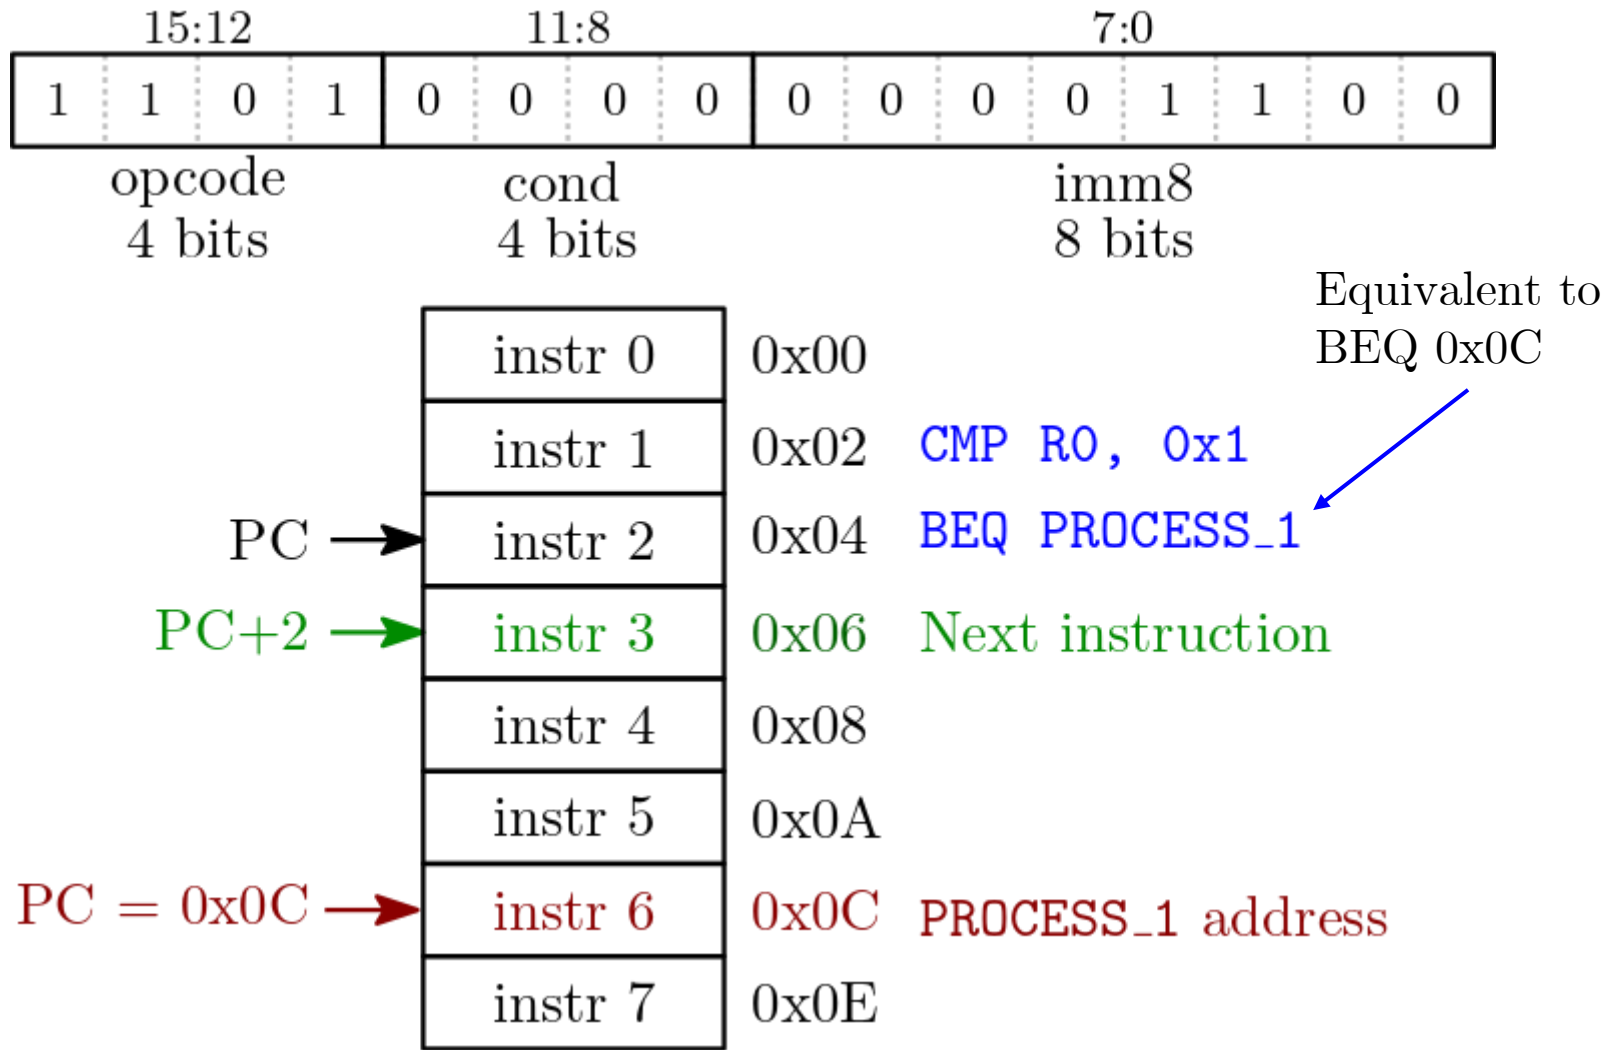 15:12 11:8 7:0
1 1 0 1 0 0 0 0 0 0 0 0 1 1 0 0
opcode cond imm8
4 bits 4 bits 8 bits
Equivalent to
BEQ 0x0C
instr 0 0x00
instr 1 0x02 CMP R0, 0x1
PC instr 2 0x04 BEQ PROCESS_1
PC+2 instr 3 0x06 Next instruction
instr 4 0x08
instr 5 0x0A
PC = 0x0C instr 6 0x0C PROCESS_1 address
instr 7 0x0E